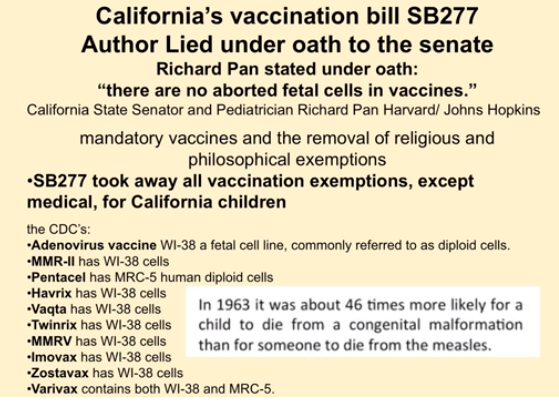 California's vaccination bill SB277
Author Lied under oath to the senate
Richard Pan stated under oath:
“there are no aborted fetal cells in vaccines.”
California State Senator and Pediatrician Richard Pan Harvard/ Johns Hopkins
mandatory vaccines and the removal of religious and
philosophical exemptions
•SB277 took away all vaccination exemptions, except
medical, for California children
the CDC's:
•Adenovirus vaccine WI-38 a fetal cell line, commonly referred to as diploid cells.
•MMR-II has WI-38 cells
•Pentacel has MRC-5 human diploid cells
•Havrix has WI-38 cells
•Vaqta has WI-38 cells
•Twinrix has WI-38 cells
•MMRV has WI-38 cells
•Imovax has WI-38 cells
•Zostavax has WI-38 cells
•Varivax contains both WI-38 and MRC-5.
In 1963 it was about 46 times more likely for a
child to die from a congenital malformation
than for someone to die from the measles.